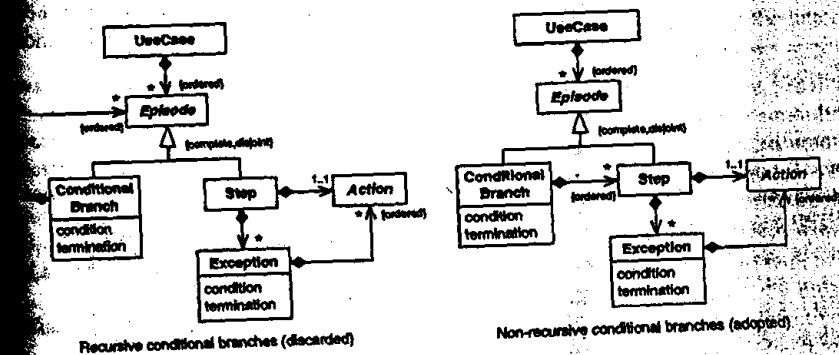 UseCase
* {ordered}
* Episode
{ordered}
{complete,disjoint}
Conditional
Branch
condition
termination
Step
1..1
Action
* {ordered}
*
Exception
condition
termination
Recursive conditional branches (discarded)
UseCase
* {ordered}
Episode
{complete,disjoint}
Conditional
Branch
condition
termination
*
{ordered}
Step
1..1
Action
* {ordered}
*
Exception
condition
termination
Non-recursive conditional branches (adopted)